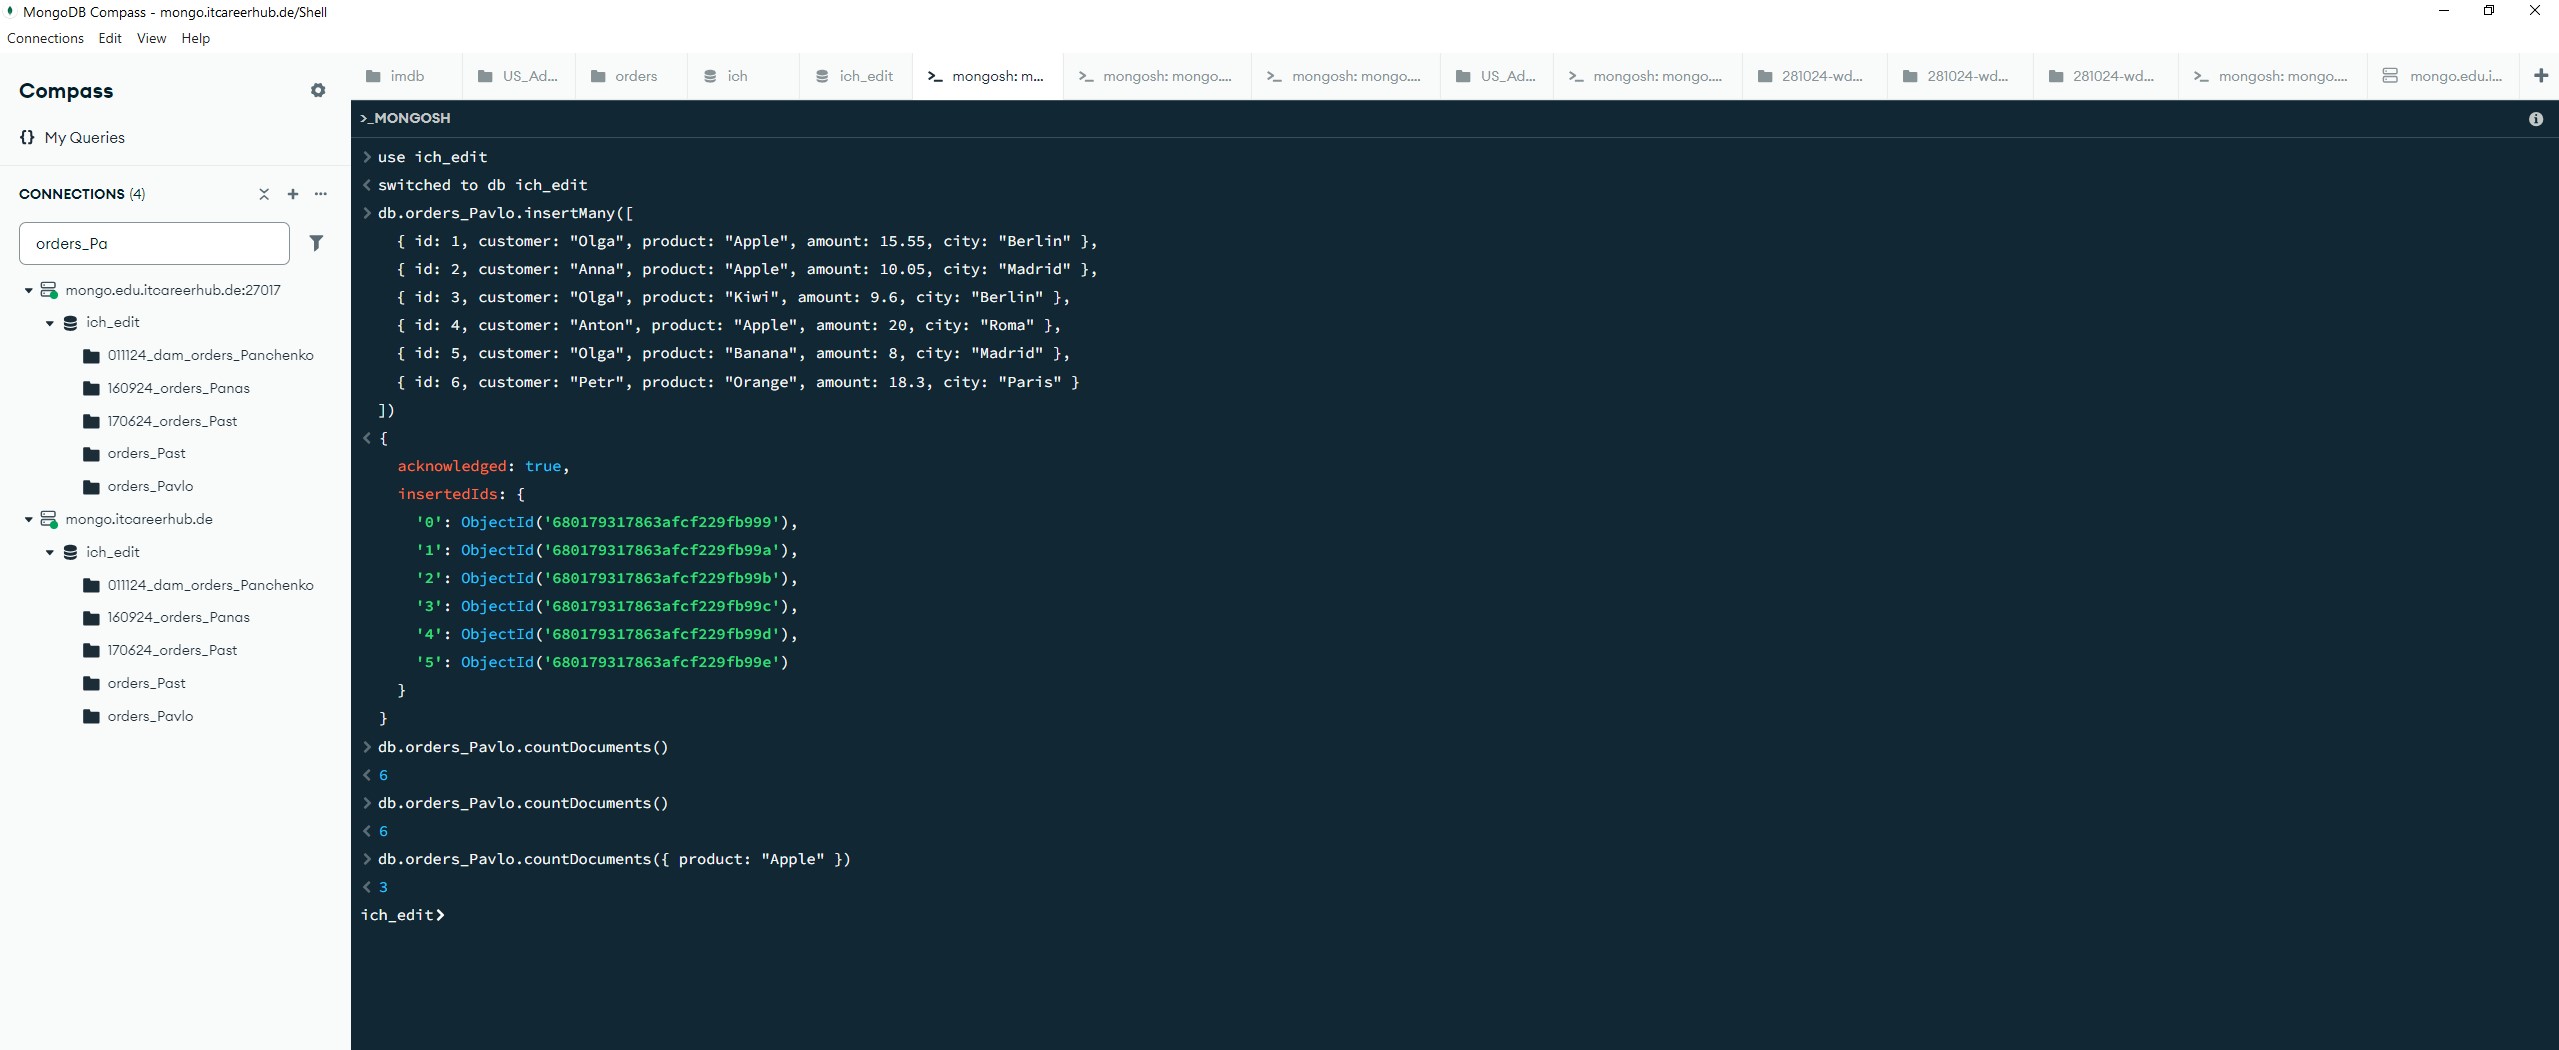 MongoDB Compass - mongo.itcareerhub.de/Shell
Connections Edit View Help
Compass
{} My Queries
CONNECTIONS (4)
orders_Pa
mongo.edu.itcareerhub.de:27017
ich_edit
011124_dam_orders_Panchenko
160924_orders_Panas
170624_orders_Past
orders_Past
orders_Pavlo
mongo.itcareerhub.de
ich_edit
011124_dam_orders_Panchenko
160924_orders_Panas
170624_orders_Past
orders_Past
orders_Pavlo
imdb US_Ad... orders ich ich_edit >_ mongosh: m... >_ mongosh: mongo.... >_ mongosh: mongo.... US_Ad... >_ mongosh: mongo.... 281024-wd... 281024-wd... 281024-wd... >_ mongosh: mongo.... mongo.edu.i...
>_MONGOSH
> use ich_edit
< switched to db ich_edit
> db.orders_Pavlo.insertMany([
{ id: 1, customer: "Olga", product: "Apple", amount: 15.55, city: "Berlin" },
{ id: 2, customer: "Anna", product: "Apple", amount: 10.05, city: "Madrid" },
{ id: 3, customer: "Olga", product: "Kiwi", amount: 9.6, city: "Berlin" },
{ id: 4, customer: "Anton", product: "Apple", amount: 20, city: "Roma" },
{ id: 5, customer: "Olga", product: "Banana", amount: 8, city: "Madrid" },
{ id: 6, customer: "Petr", product: "Orange", amount: 18.3, city: "Paris" }
])
< {
acknowledged: true,
insertedIds: {
'0': ObjectId('680179317863afcf229fb999'),
'1': ObjectId('680179317863afcf229fb99a'),
'2': ObjectId('680179317863afcf229fb99b'),
'3': ObjectId('680179317863afcf229fb99c'),
'4': ObjectId('680179317863afcf229fb99d'),
'5': ObjectId('680179317863afcf229fb99e')
}
}
> db.orders_Pavlo.countDocuments()
< 6
> db.orders_Pavlo.countDocuments()
< 6
> db.orders_Pavlo.countDocuments({ product: "Apple" })
< 3
ich_edit>